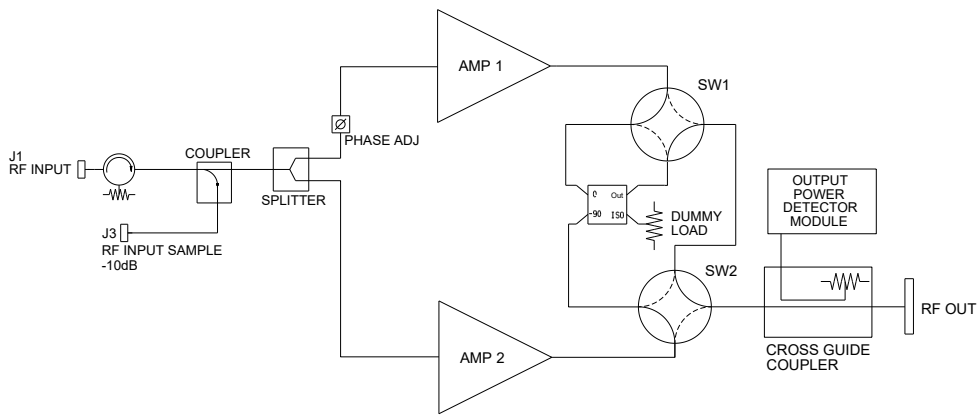 AMP 1
SW1
PHASE ADJ
J1
RF INPUT
COUPLER
SPLITTER
J3
RF INPUT SAMPLE
-10dB
0 Out
-90 ISO
DUMMY
LOAD
OUTPUT
POWER
DETECTOR
MODULE
SW2
RF OUT
AMP 2
CROSS GUIDE
COUPLER